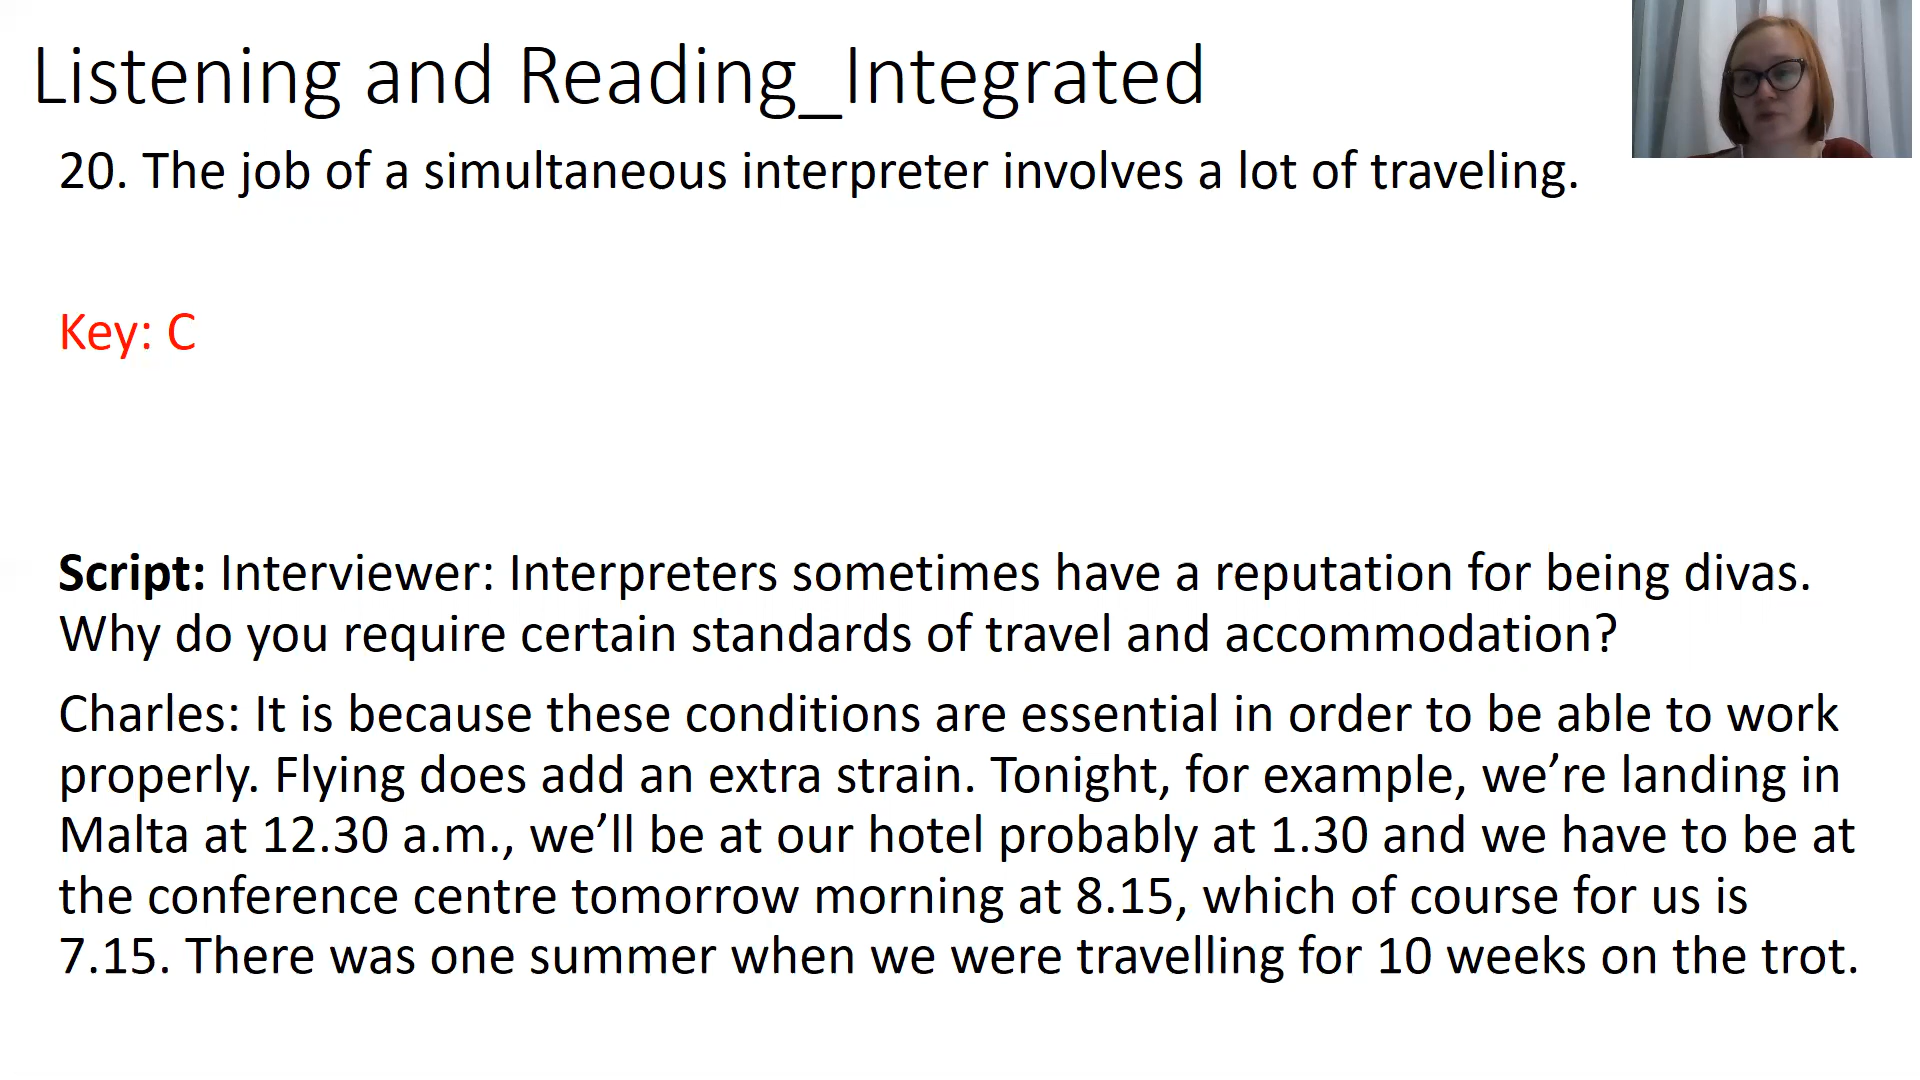 Listening and Reading_Integrated
20. The job of a simultaneous interpreter involves a lot of traveling.
Key: C
Script: Interviewer: Interpreters sometimes have a reputation for being divas.
Why do you require certain standards of travel and accommodation?
Charles: It is because these conditions are essential in order to be able to work
properly. Flying does add an extra strain. Tonight, for example, we’re landing in
Malta at 12.30 a.m., we’ll be at our hotel probably at 1.30 and we have to be at
the conference centre tomorrow morning at 8.15, which of course for us is
7.15. There was one summer when we were travelling for 10 weeks on the trot.